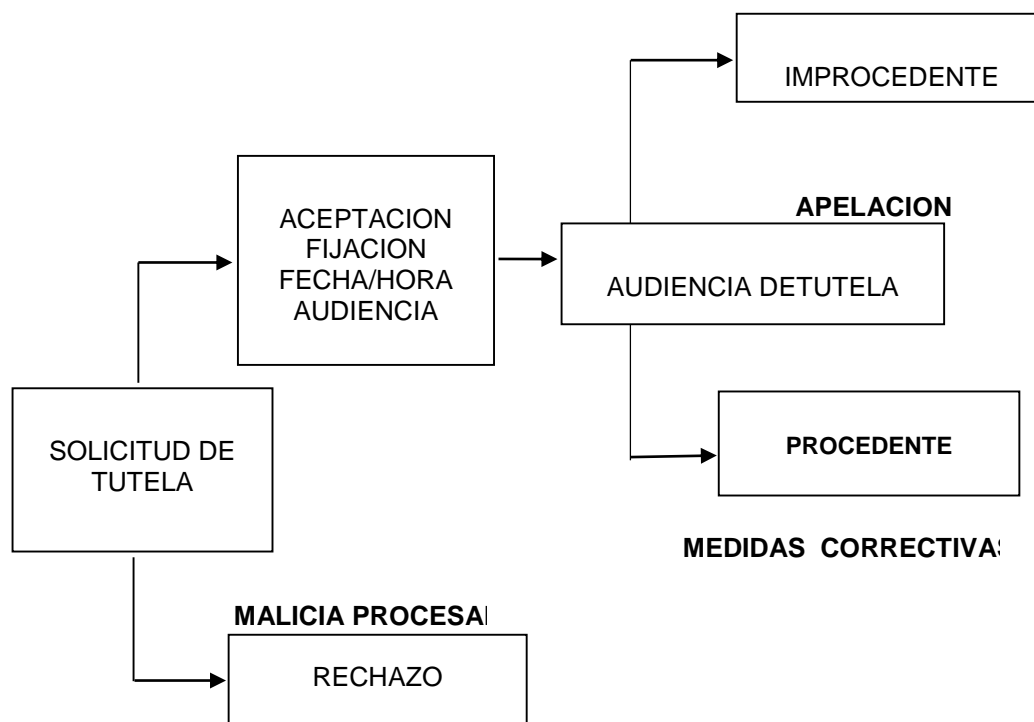 IMPROCEDENTE
ACEPTACION
FIJACION
FECHA/HORA
AUDIENCIA
APELACION
AUDIENCIA DETUTELA
SOLICITUD DE
TUTELA
PROCEDENTE
MEDIDAS CORRECTIVAS
MALICIA PROCESAL
RECHAZO